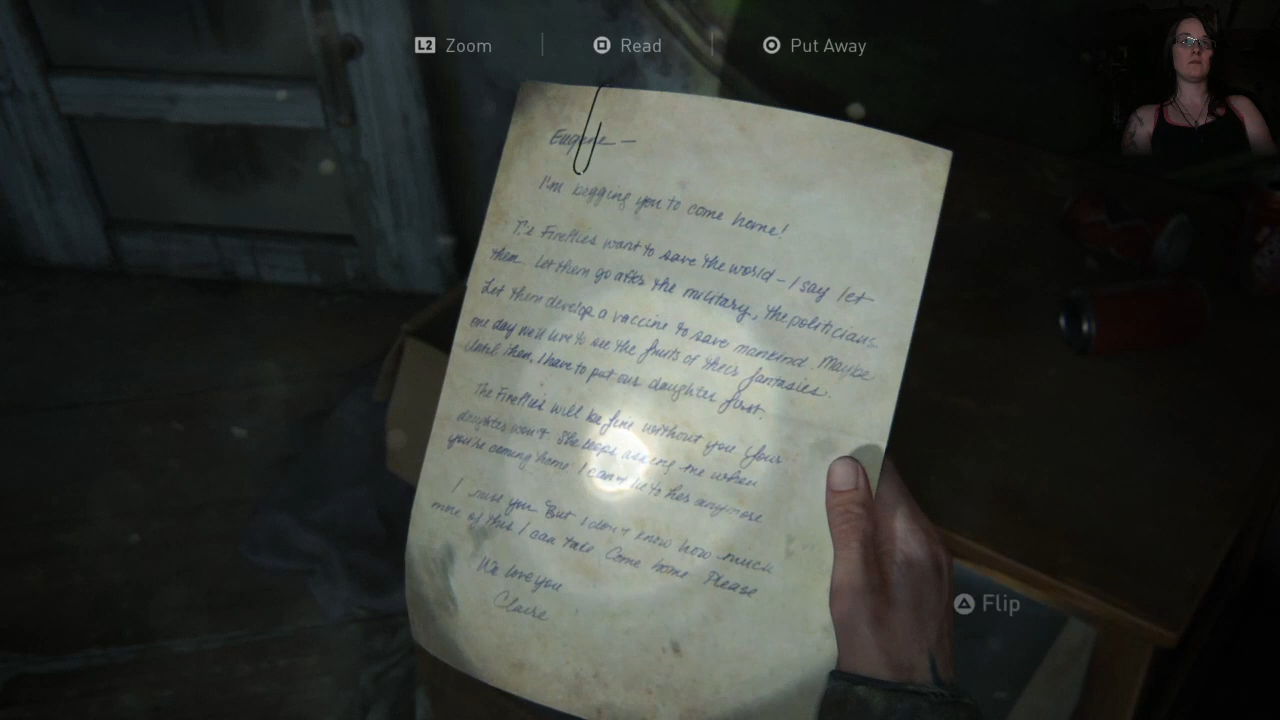 L2 Zoom
Read
Put Away
Eugene —
I'm begging you to come home!
The Fireflies want to save the world - I say let
them. Let them go after the military, the politicians.
Let them develop a vaccine to save mankind. Maybe
one day we'll live to see the fruits of their fantasies.
Until then, I have to put our daughter first.
The Fireflies will be fine without you. Your
daughter won't. She keeps asking me when
you're coming home. I can't lie to her anymore
I miss you. But I don't know how much
more of this I can take. Come home. Please
We love you
Claire
Flip